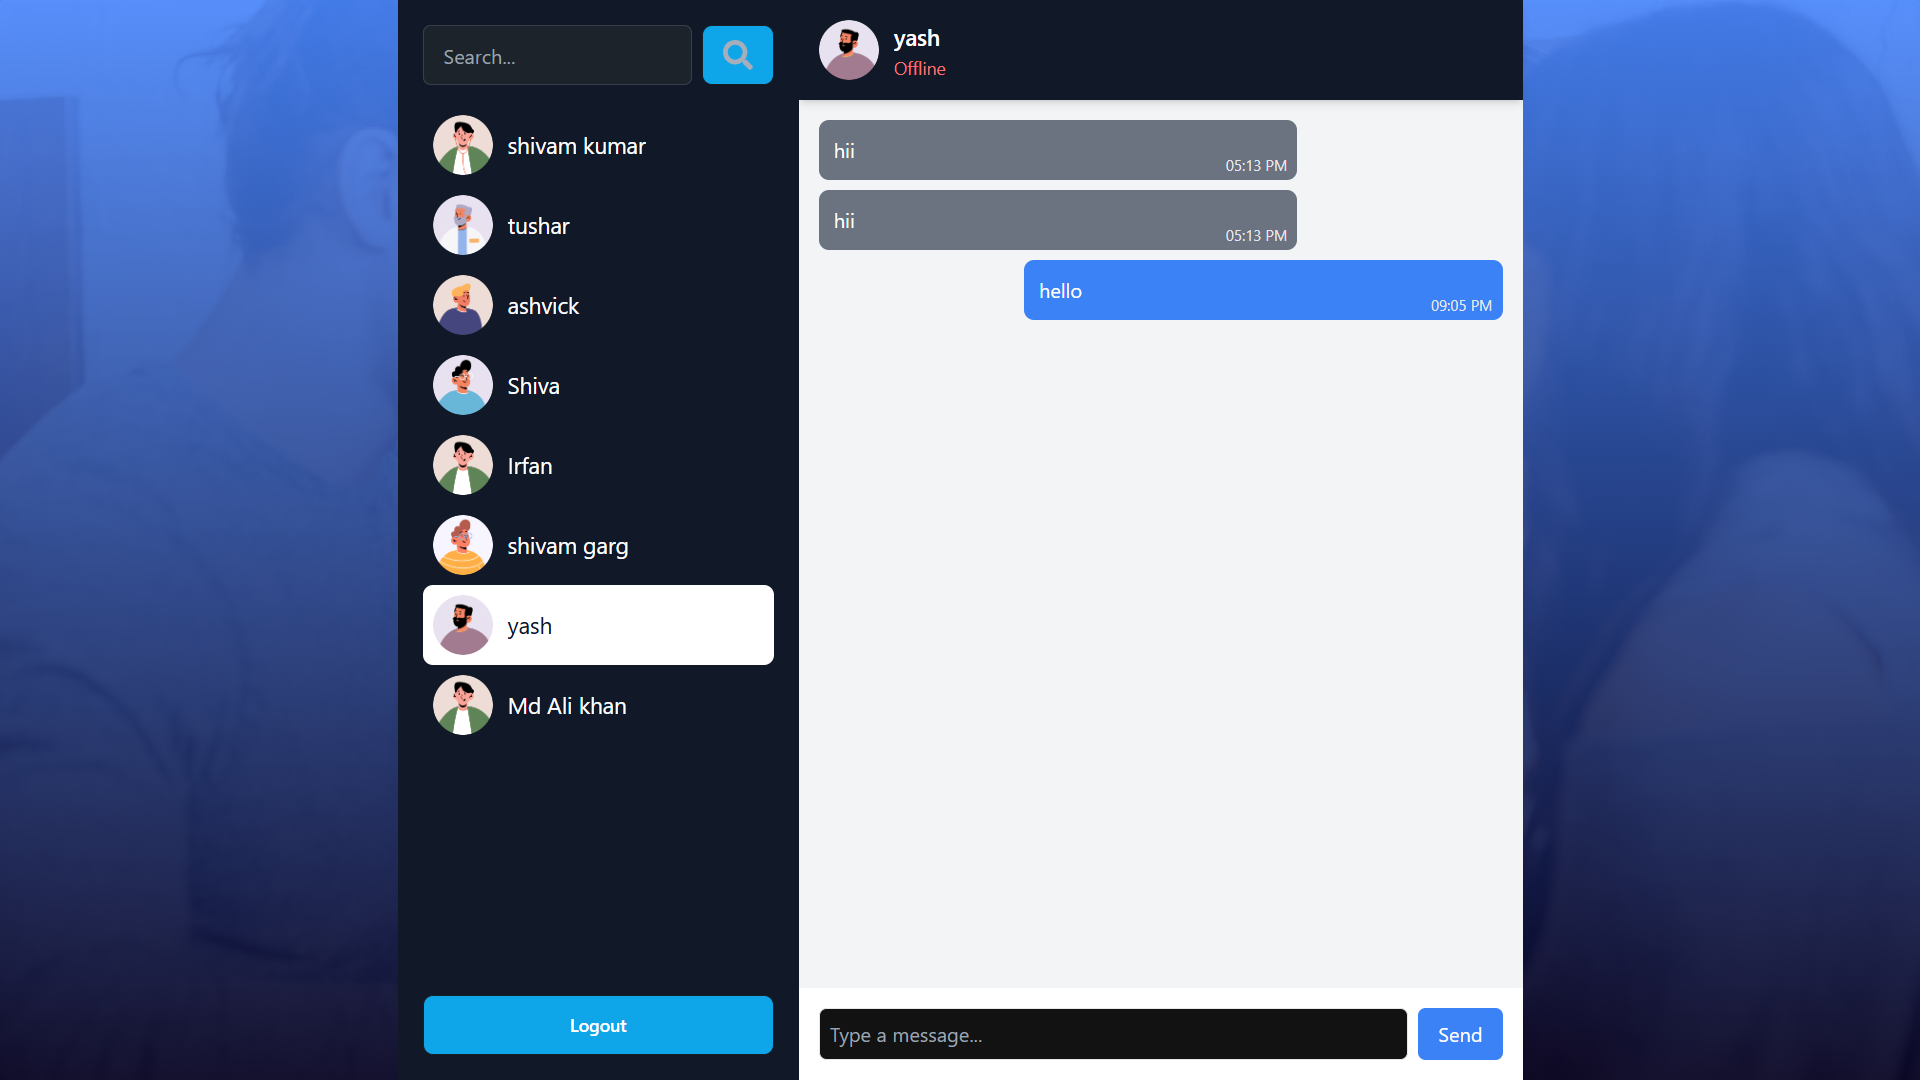 Search...
shivam kumar
tushar
ashvick
Shiva
Irfan
shivam garg
yash
Md Ali khan
Logout
yash
Offline
hii
05:13 PM
hii
05:13 PM
hello
09:05 PM
Type a message...
Send